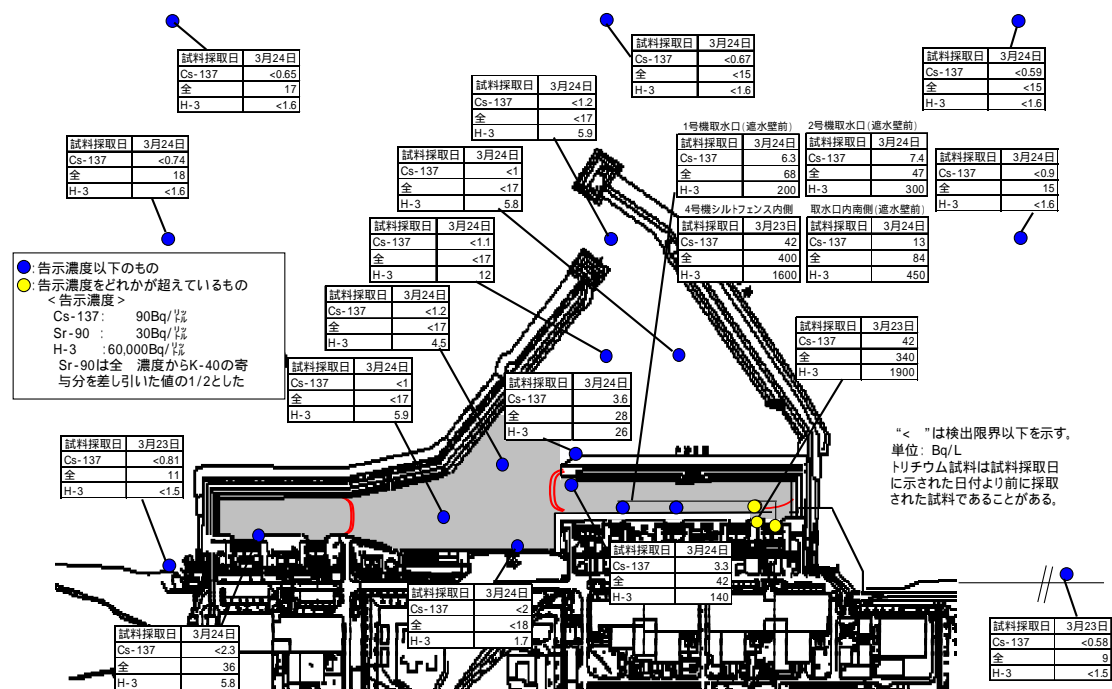 試料採取日 3月24日
Cs-137 <0.65
全 17
H-3 <1.6
試料採取日 3月24日
Cs-137 <0.67
全 <15
H-3 <1.6
試料採取日 3月24日
Cs-137 <0.59
全 <15
H-3 <1.6
試料採取日 3月24日
Cs-137 <1.2
全 <17
H-3 5.9
試料採取日 3月24日
Cs-137 <0.74
全 18
H-3 <1.6
試料採取日 3月24日
Cs-137 <1
全 <17
H-3 5.8
1号機取水口(遮水壁前)
試料採取日 3月24日
Cs-137 6.3
全 68
H-3 200
2号機取水口(遮水壁前)
試料採取日 3月24日
Cs-137 7.4
全 47
H-3 300
試料採取日 3月24日
Cs-137 <0.9
全 15
H-3 <1.6
4号機シルトフェンス内側
試料採取日 3月23日
Cs-137 42
全 400
H-3 1600
取水口内南側(遮水壁前)
試料採取日 3月24日
Cs-137 13
全 84
H-3 450
試料採取日 3月24日
Cs-137 <1.1
全 <17
H-3 12
:告示濃度以下のもの
:告示濃度をどれかが超えているもの
<告示濃度>
Cs-137: 90Bq/㍑
Sr-90 : 30Bq/㍑
H-3 :60,000Bq/㍑
Sr-90は全 濃度からK-40の寄
与分を差し引いた値の1/2とした
試料採取日 3月24日
Cs-137 <1.2
全 <17
H-3 4.5
試料採取日 3月23日
Cs-137 42
全 340
H-3 1900
試料採取日 3月24日
Cs-137 <1
全 <17
H-3 5.9
試料採取日 3月24日
Cs-137 3.6
全 28
H-3 26
"< "は検出限界以下を示す。
単位: Bq/L
トリチウム試料は試料採取日
に示された日付より前に採取
された試料であることがある。
試料採取日 3月23日
Cs-137 <0.81
全 11
H-3 <1.5
試料採取日 3月24日
Cs-137 3.3
全 42
H-3 140
試料採取日 3月24日
Cs-137 <2
全 <18
H-3 1.7
試料採取日 3月24日
Cs-137 <2.3
全 36
H-3 5.8
試料採取日 3月23日
Cs-137 <0.58
全 9
H-3 <1.5